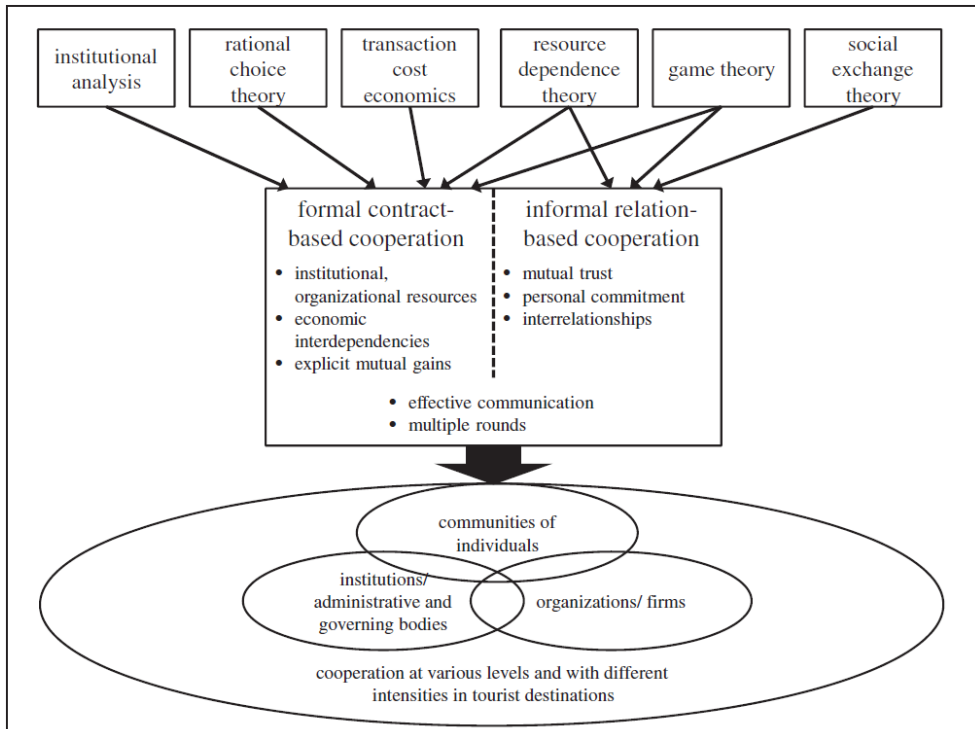 institutional
analysis
rational
choice
theory
transaction
cost
economics
resource
dependence
theory
game theory
social
exchange
theory
formal contract-
based cooperation
• institutional,
organizational resources
• economic
interdependencies
• explicit mutual gains
informal relation-
based cooperation
• mutual trust
• personal commitment
• interrelationships
• effective communication
• multiple rounds
communities of
individuals
institutions/
administrative and
governing bodies
organizations/ firms
cooperation at various levels and with different
intensities in tourist destinations